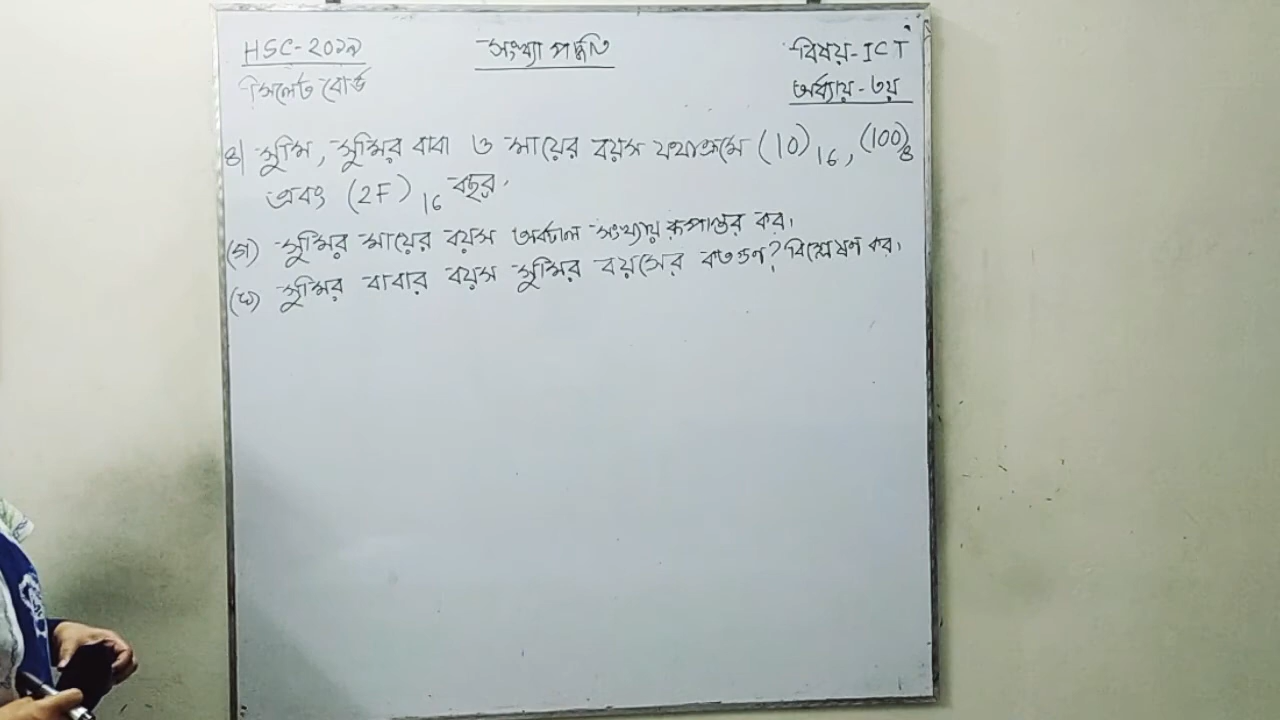 HSC-২০১৯ সংখ্যা পদ্ধতি বিষয়-ICT
সিলেট বোর্ড অধ্যায়-৩য়
৪| সুমি, সুমির বাবা ও মায়ের বয়স যথাক্রমে (10)₁₆, (100)₈
এবং (2F)₁₆ বছর।
(গ) সুমির মায়ের বয়স অক্টাল সংখ্যায় রূপান্তর কর।
(ঘ) সুমির বাবার বয়স সুমির বয়সের কতগুণ? বিশ্লেষণ কর।